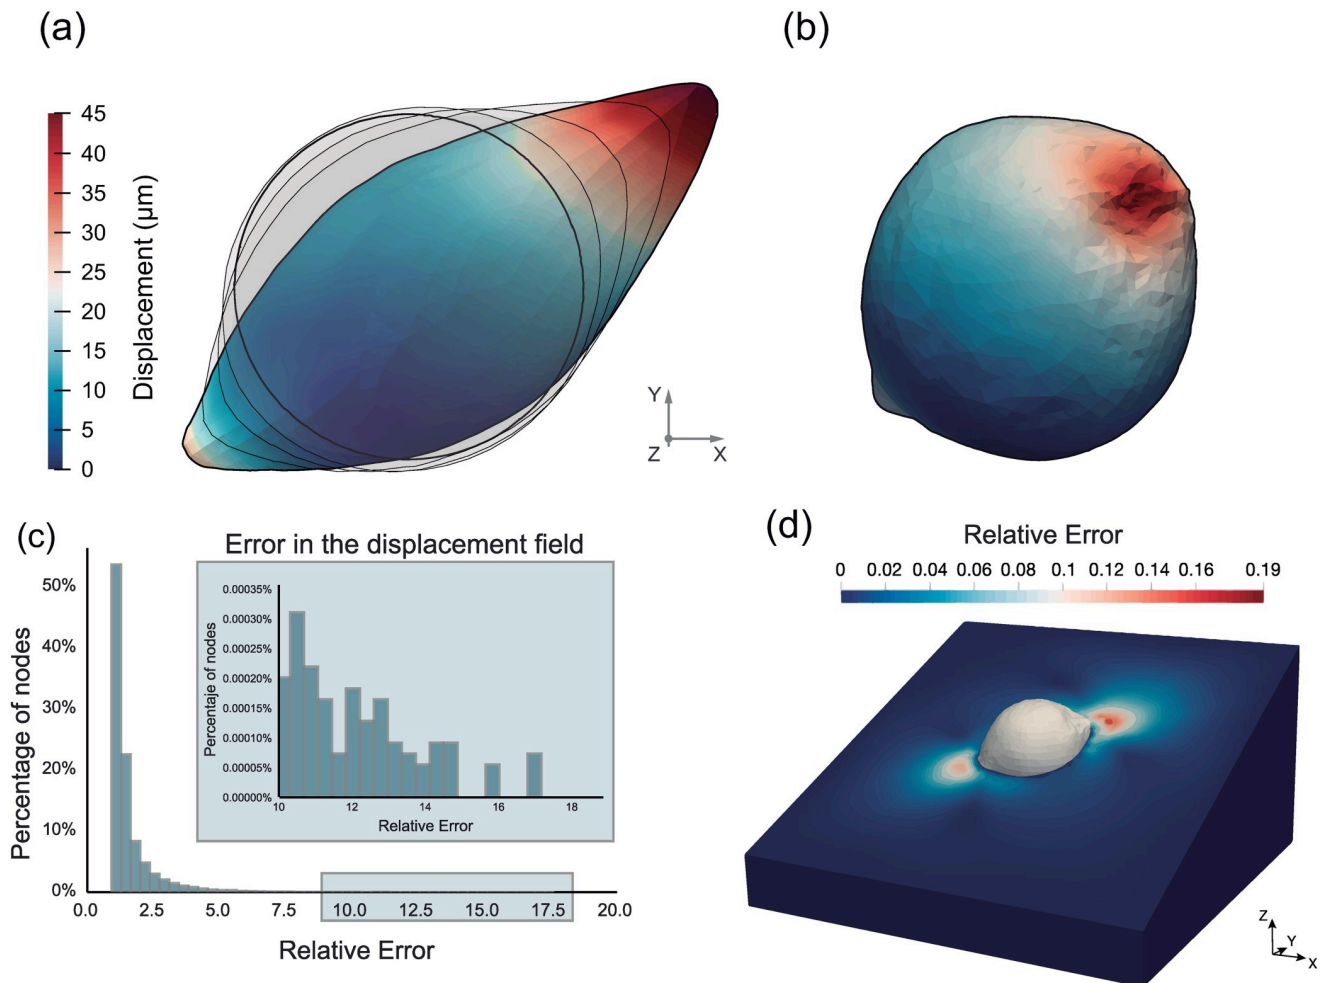 (a)
(b)
45
40
35
30
25
20
15
10
5
0
Displacement (μm)
Y
Z
X
(c)
Error in the displacement field
50%
40%
30%
20%
10%
0%
Percentage of nodes
0.00035%
0.00030%
0.00025%
0.00020%
0.00015%
0.00010%
0.00005%
0.00000%
Percentaje of nodes
10
12
14
16
18
Relative Error
0.0
2.5
5.0
7.5
10.0
12.5
15.0
17.5
20.0
Relative Error
(d)
Relative Error
0
0.02
0.04
0.06
0.08
0.1
0.12
0.14
0.16
0.19
Z
Y
X